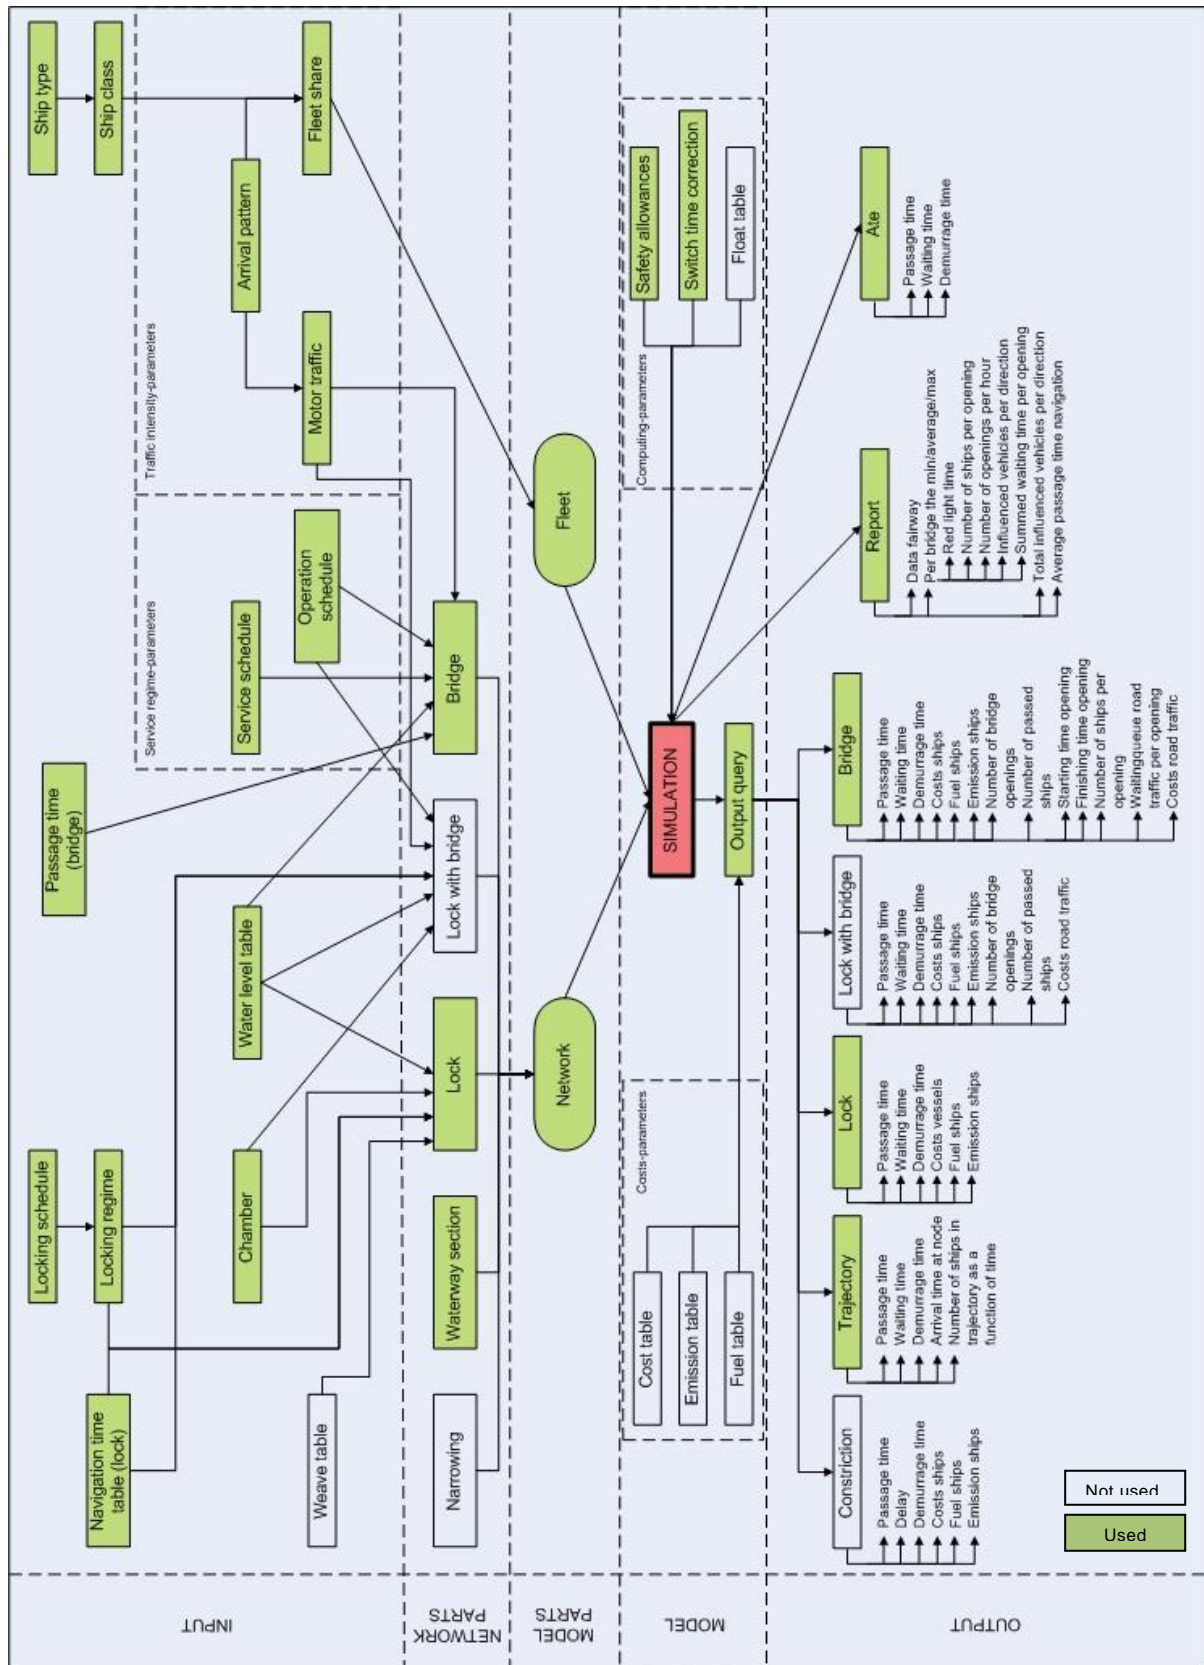 INPUT
Locking schedule
Locking regime
Navigation time
table (lock)
Weave table
Chamber
Water level table
Passage time
(bridge)
Service regime-parameters
Service schedule
Operation
schedule
Traffic intensity-parameters
Arrival pattern
Motor traffic
Ship type
Ship class
Fleet share
NETWORK
PARTS
Narrowing
Waterway section
Lock
Lock with bridge
Bridge
MODEL
PARTS
Network
Fleet
MODEL
Costs-parameters
Cost table
Emission table
Fuel table
SIMULATION
Output query
Computing-parameters
Safety allowances
Switch time correction
Float table
OUTPUT
Constriction
Passage time
Delay
Demurrage time
Costs ships
Fuel ships
Emission ships
Trajectory
Passage time
Waiting time
Demurrage time
Arrival time at node
Number of ships in
trajectory as a
function of time
Lock
Passage time
Waiting time
Demurrage time
Costs vessels
Fuel ships
Emission ships
Lock with bridge
Passage time
Waiting time
Demurrage time
Costs ships
Fuel ships
Emission ships
Number of bridge
openings
Number of passed
ships
Costs road traffic
Bridge
Passage time
Waiting time
Demurrage time
Costs ships
Fuel ships
Emission ships
Number of bridge
openings
Number of passed
ships
Starting time opening
Finishing time opening
Number of ships per
opening
Waitingqueue road
traffic per opening
Costs road traffic
Report
Data fairway
Per bridge the min/average/max
Red light time
Number of ships per opening
Number of openings per hour
Influenced vehicles per direction
Summed waiting time per opening
Total influenced vehicles per direction
Average passage time navigation
Ate
Passage time
Waiting time
Demurrage time
Not used
Used